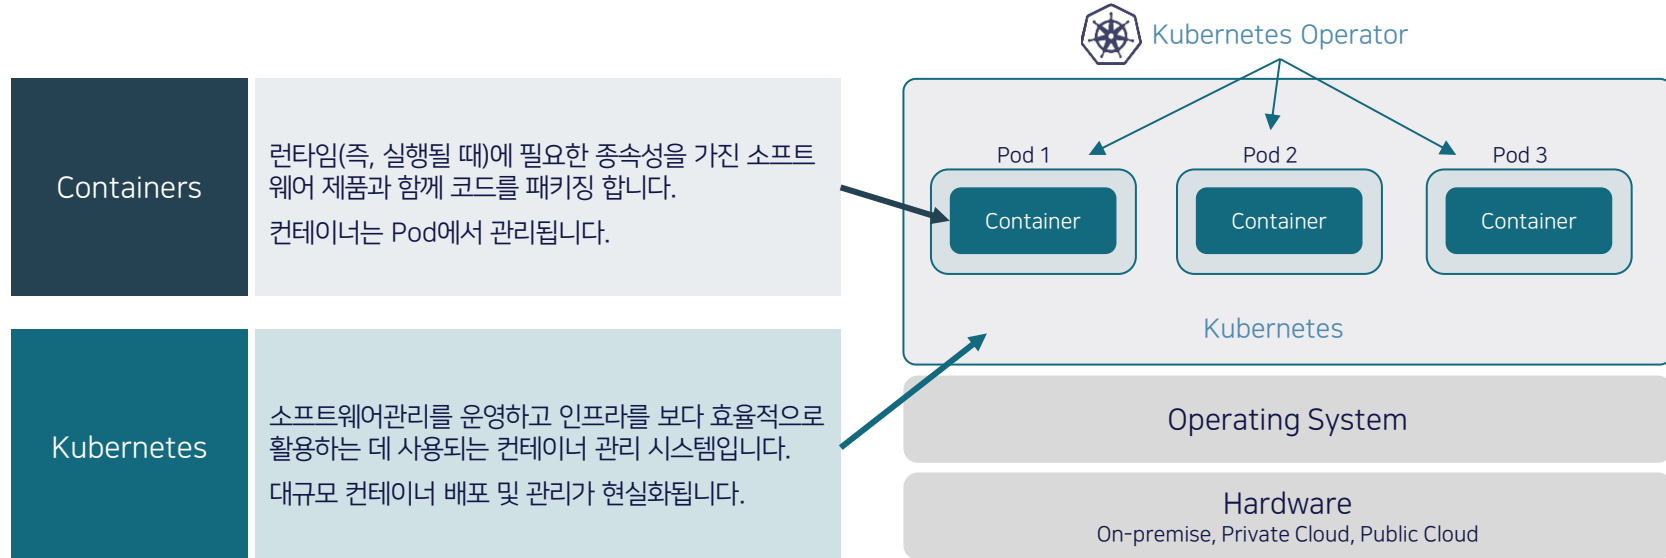 Containers
런타임(즉, 실행될 때)에 필요한 종속성을 가진 소프트
웨어 제품과 함께 코드를 패키징 합니다.
컨테이너는 Pod에서 관리됩니다.
Kubernetes
소프트웨어관리를 운영하고 인프라를 보다 효율적으로
활용하는 데 사용되는 컨테이너 관리 시스템입니다.
대규모 컨테이너 배포 및 관리가 현실화됩니다.
Kubernetes Operator
Pod 1
Pod 2
Pod 3
Container
Container
Container
Kubernetes
Operating System
Hardware
On-premise, Private Cloud, Public Cloud